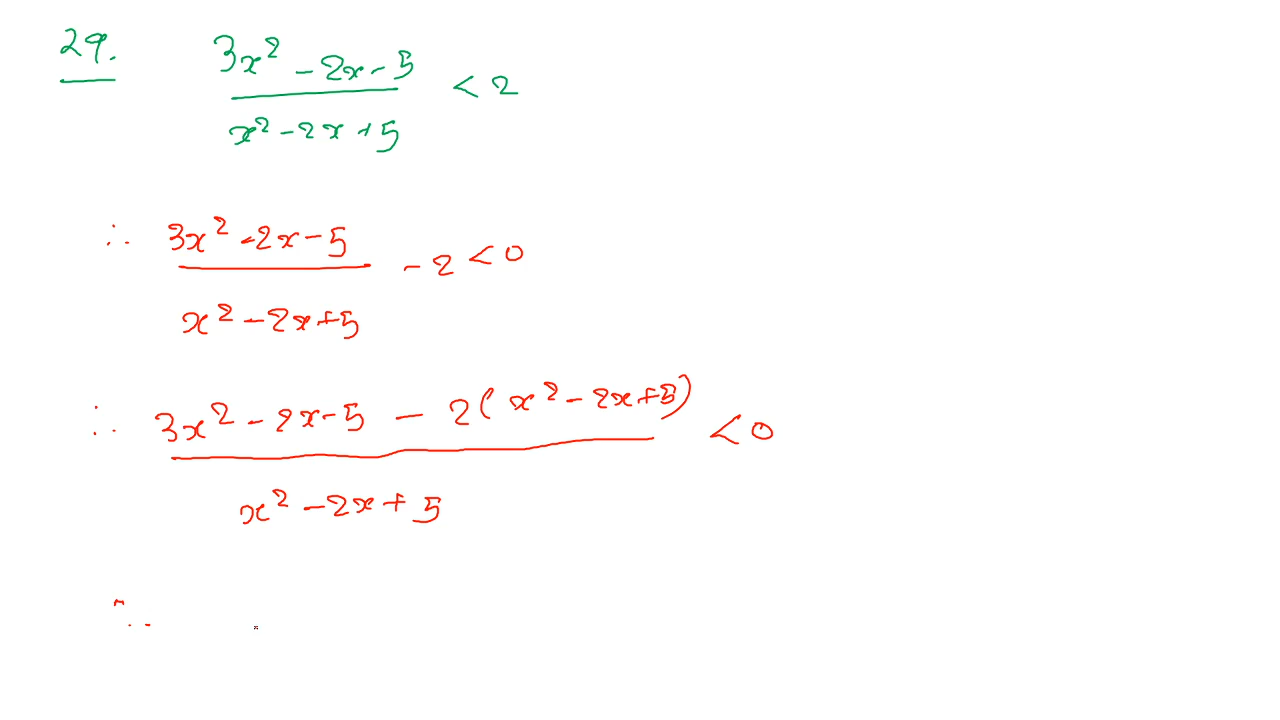 29. (3x² - 2x - 5)/(x² - 2x + 5) < 2
∴ (3x² - 2x - 5)/(x² - 2x + 5) - 2 < 0
∴ (3x² - 2x - 5 - 2(x² - 2x + 5))/(x² - 2x + 5) < 0
∴